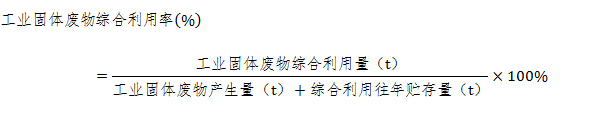 工业固体废物综合利用率(%)
= 工业固体废物综合利用量（t）
工业固体废物产生量（t）+ 综合利用往年贮存量（t） × 100%